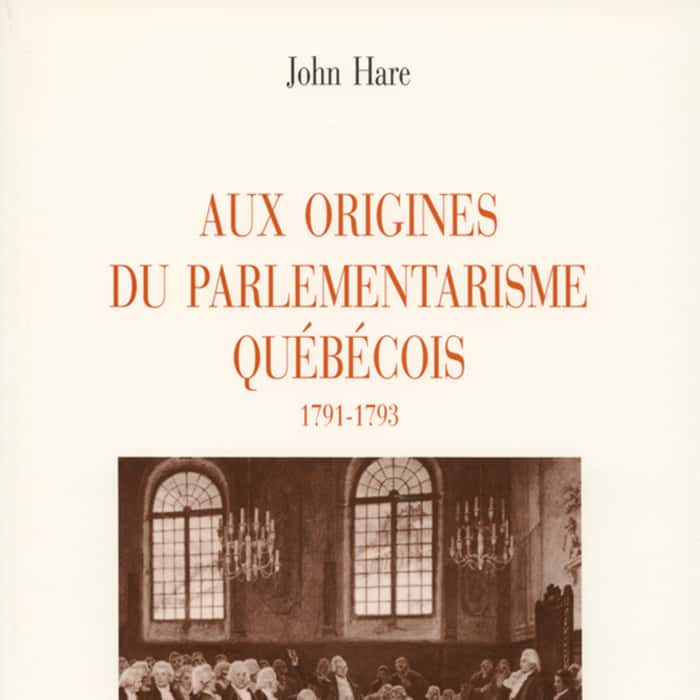 John Hare
AUX ORIGINES
DU PARLEMENTARISME
QUÉBÉCOIS
1791-1793